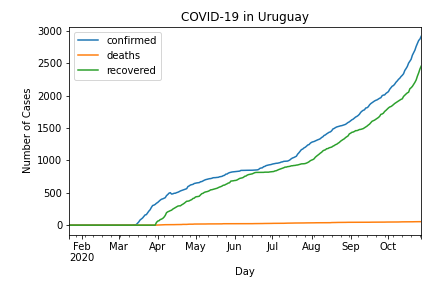 COVID-19 in Uruguay
confirmed
deaths
recovered
Number of Cases
3000
2500
2000
1500
1000
500
0
Feb Mar Apr May Jun Jul Aug Sep Oct
2020
Day